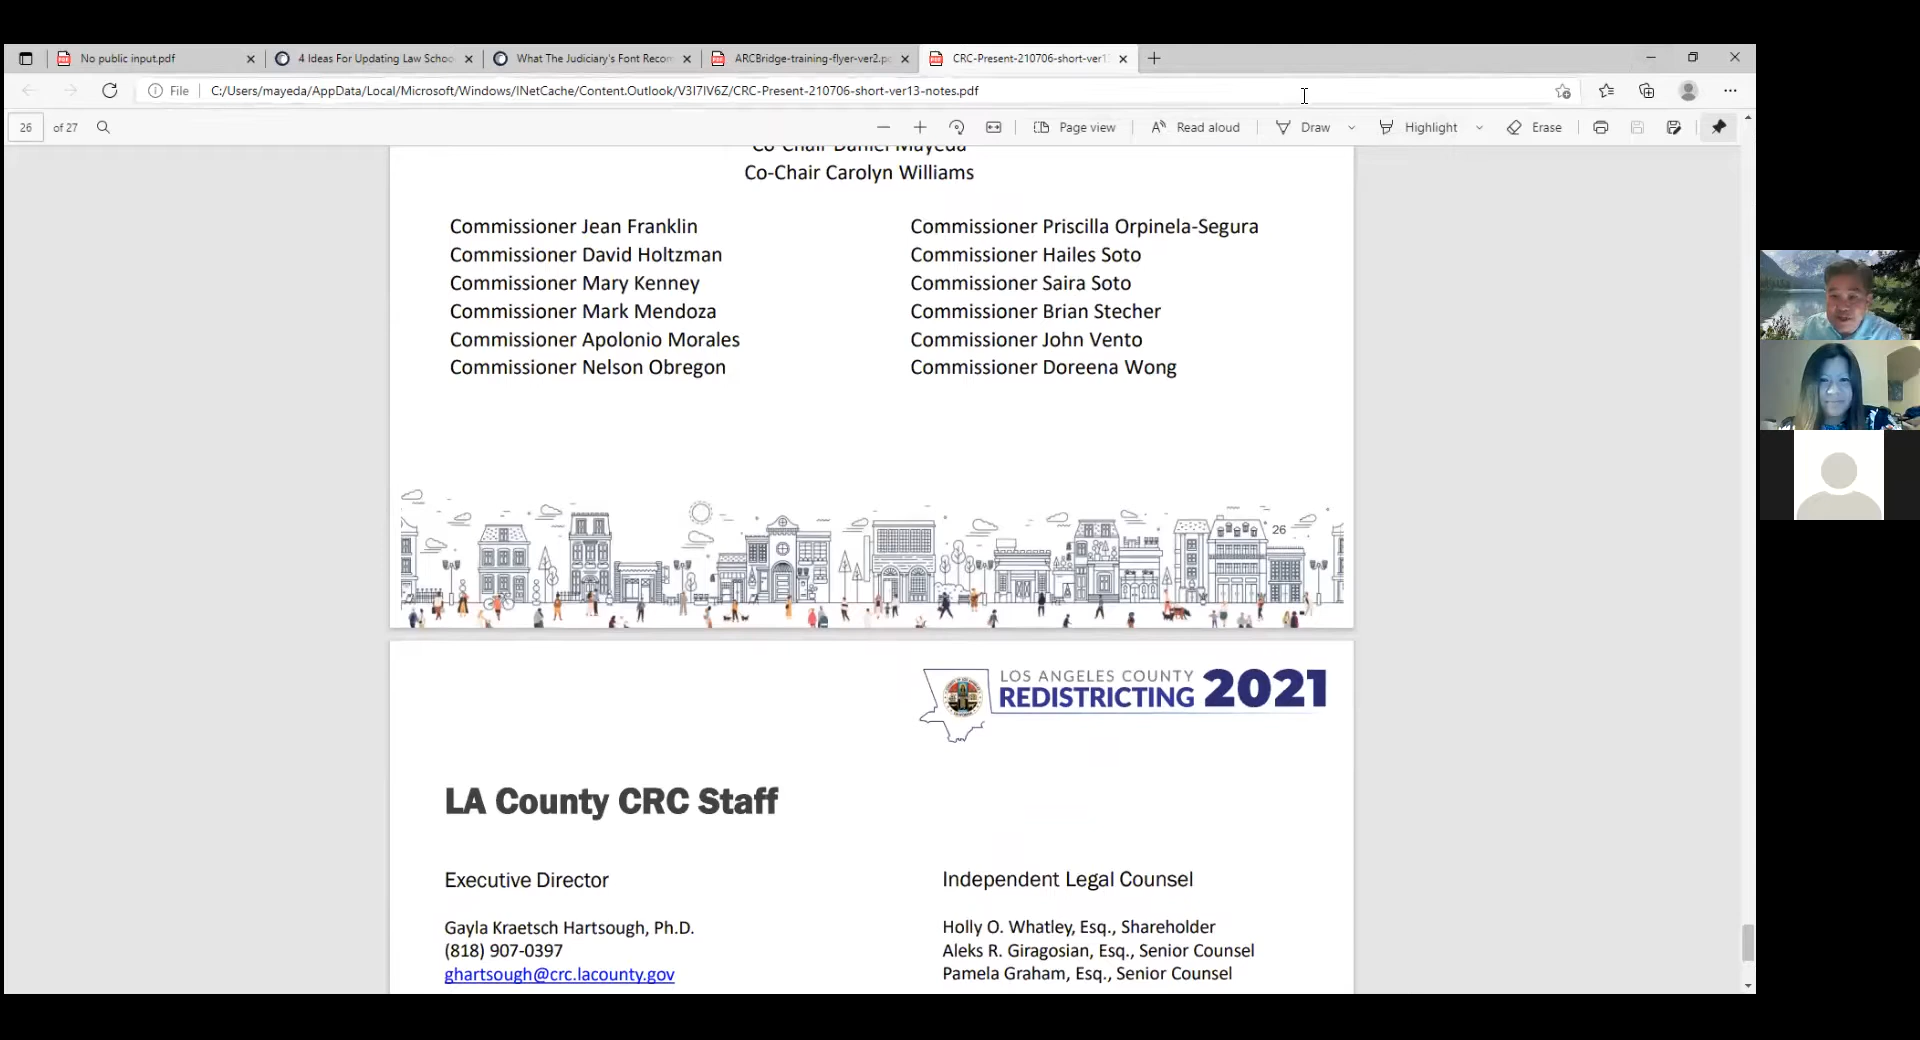 No public input.pdf
4 Ideas For Updating Law Schoo
What The Judiciary's Font Recom
ARCBridge-training-flyer-ver2.pd
CRC-Present-210706-short-ver1
File
C:/Users/mayeda/AppData/Local/Microsoft/Windows/INetCache/Content.Outlook/V3I7IV6Z/CRC-Present-210706-short-ver13-notes.pdf
26 of 27
Page view
Read aloud
Draw
Highlight
Erase
Co-Chair Daniel Mayeda
Co-Chair Carolyn Williams
Commissioner Jean Franklin
Commissioner David Holtzman
Commissioner Mary Kenney
Commissioner Mark Mendoza
Commissioner Apolonio Morales
Commissioner Nelson Obregon
Commissioner Priscilla Orpinela-Segura
Commissioner Hailes Soto
Commissioner Saira Soto
Commissioner Brian Stecher
Commissioner John Vento
Commissioner Doreena Wong
26
LOS ANGELES COUNTY
REDISTRICTING 2021
LA County CRC Staff
Executive Director
Gayla Kraetsch Hartsough, Ph.D.
(818) 907-0397
ghartsough@crc.lacounty.gov
Independent Legal Counsel
Holly O. Whatley, Esq., Shareholder
Aleks R. Giragosian, Esq., Senior Counsel
Pamela Graham, Esq., Senior Counsel